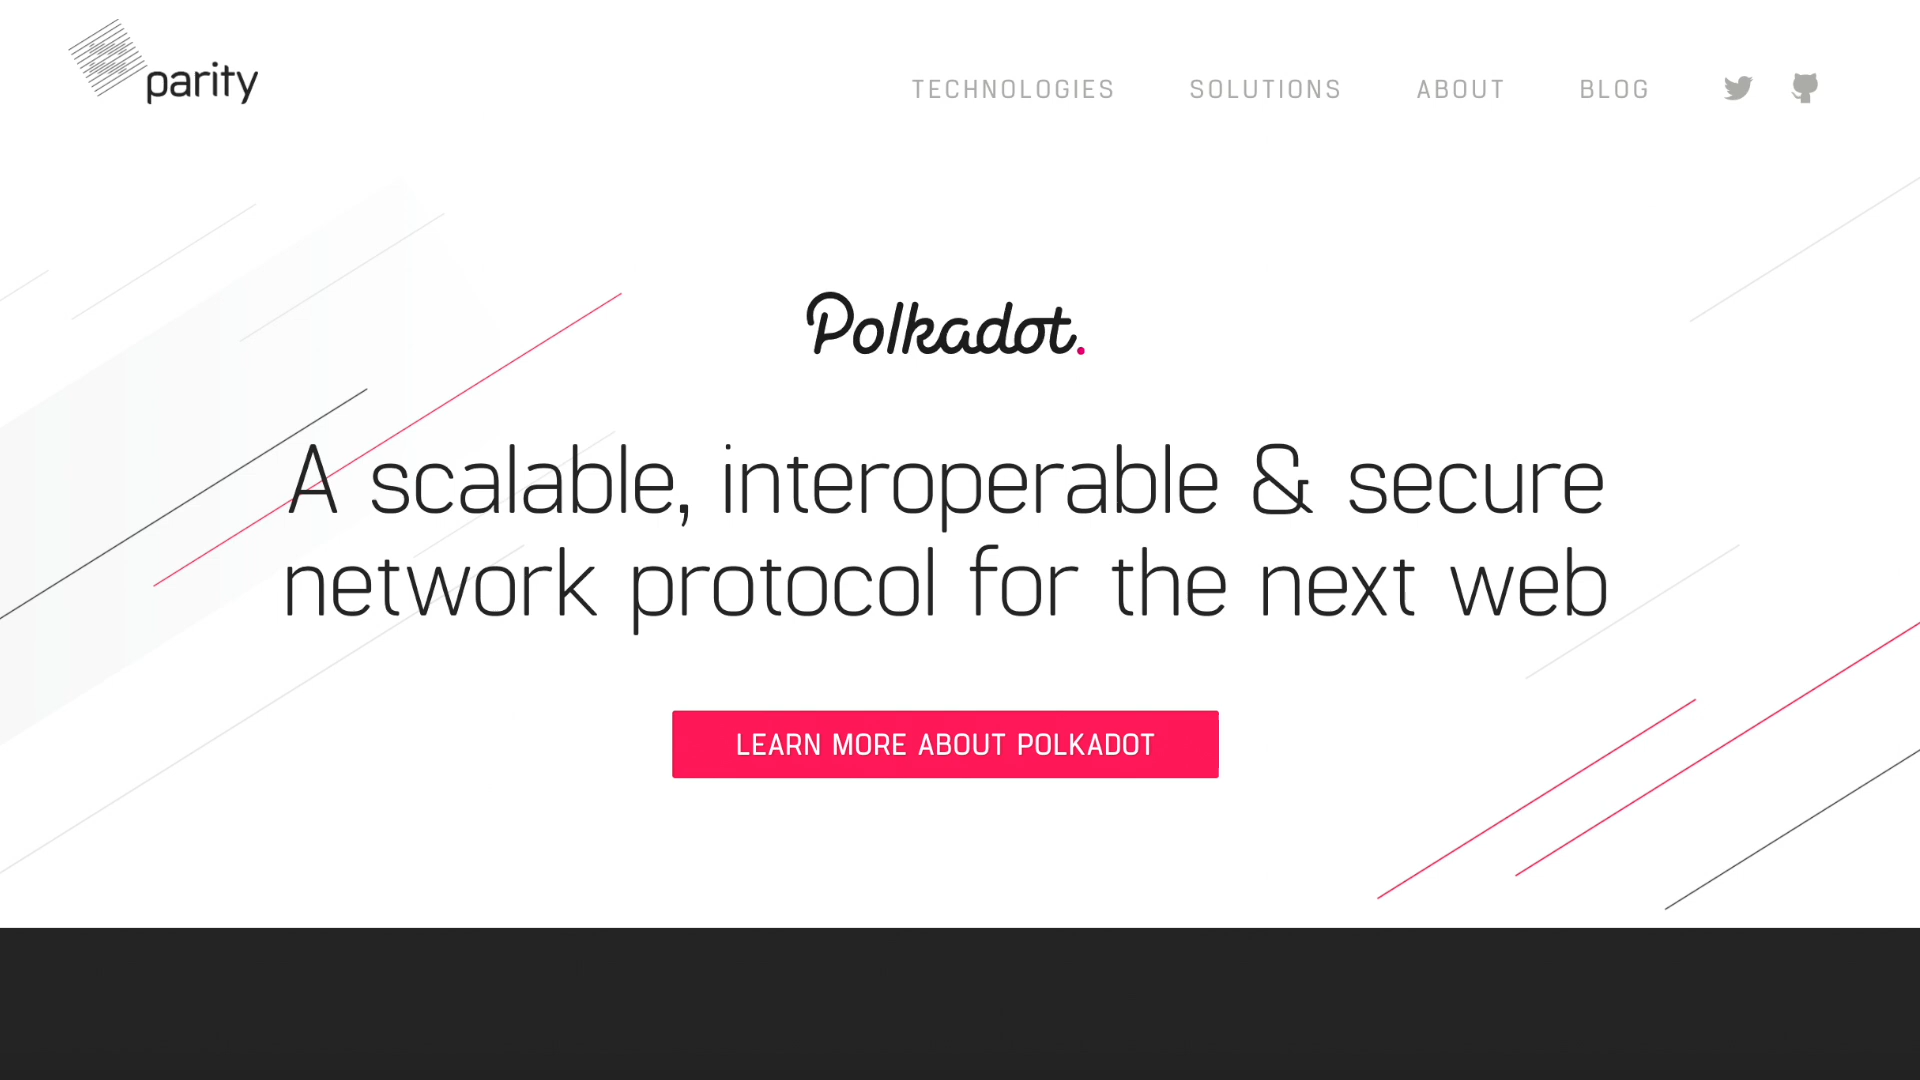 parity
TECHNOLOGIES
SOLUTIONS
ABOUT
BLOG
Polkadot.
A scalable, interoperable & secure
network protocol for the next web
LEARN MORE ABOUT POLKADOT